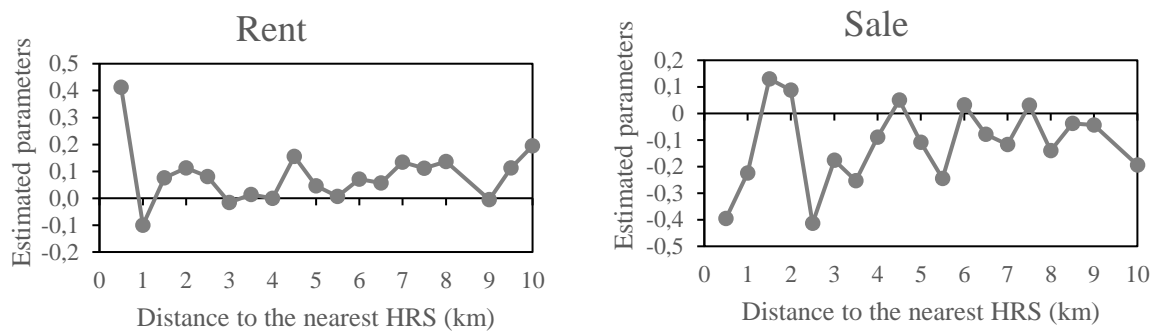 Rent
Estimated parameters
0,5
0,4
0,3
0,2
0,1
0,0
-0,1
-0,2
0 1 2 3 4 5 6 7 8 9 10
Distance to the nearest HRS (km)
Sale
Estimated parameters
0,2
0,1
0
-0,1
-0,2
-0,3
-0,4
-0,5
0 1 2 3 4 5 6 7 8 9 10
Distance to the nearest HRS (km)